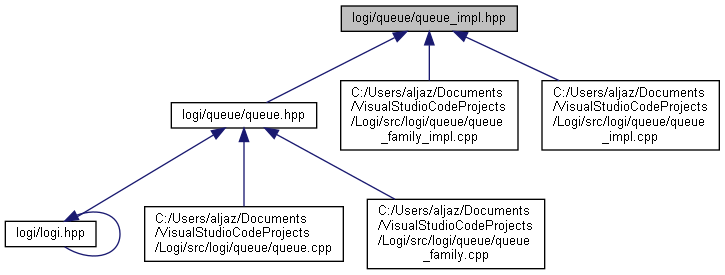 logi/queue/queue_impl.hpp
logi/queue/queue.hpp
C:/Users/aljaz/Documents
/VisualStudioCodeProjects
/Logi/src/logi/queue/queue
_family_impl.cpp
C:/Users/aljaz/Documents
/VisualStudioCodeProjects
/Logi/src/logi/queue/queue
_impl.cpp
logi/logi.hpp
C:/Users/aljaz/Documents
/VisualStudioCodeProjects
/Logi/src/logi/queue/queue.cpp
C:/Users/aljaz/Documents
/VisualStudioCodeProjects
/Logi/src/logi/queue/queue
_family.cpp